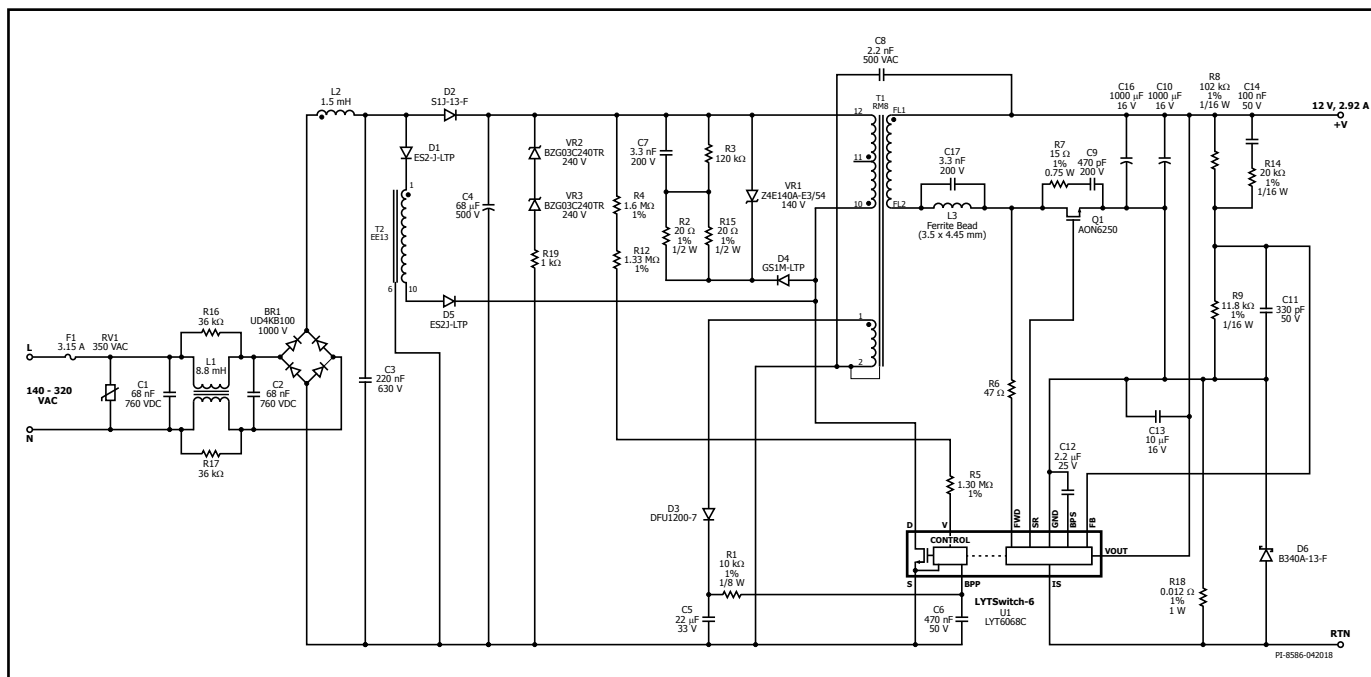 C8
2.2 nF
500 VAC
L2
1.5 mH
D2
S1J-13-F
T1
RM8
12
FL1
11
10
FL2
C16
1000 µF
16 V
C10
1000 µF
16 V
R8
102 kΩ
1%
1/16 W
C14
100 nF
50 V
12 V, 2.92 A
+V
D1
ES2-J-LTP
VR2
BZG03C240TR
240 V
C7
3.3 nF
200 V
R3
120 kΩ
C17
3.3 nF
200 V
R7
15 Ω
1%
0.75 W
C9
470 pF
200 V
R14
20 kΩ
1%
1/16 W
1
T2
EE13
6
10
C4
68 µF
500 V
VR3
BZG03C240TR
240 V
R4
1.6 MΩ
1%
VR1
Z4E140A-E3/54
140 V
R2
20 Ω
1%
1/2 W
R15
20 Ω
1%
1/2 W
L3
Ferrite Bead
(3.5 x 4.45 mm)
Q1
AON6250
R19
1 kΩ
R12
1.33 MΩ
1%
D4
GS1M-LTP
D5
ES2J-LTP
R9
11.8 kΩ
1%
1/16 W
C11
330 pF
50 V
R16
36 kΩ
BR1
UD4KB100
1000 V
1
2
L
F1
3.15 A
RV1
350 VAC
L1
8.8 mH
140 - 320
VAC
C1
68 nF
760 VDC
C2
68 nF
760 VDC
C3
220 nF
630 V
R6
47 Ω
N
R17
36 kΩ
C13
10 µF
16 V
C12
2.2 µF
25 V
R5
1.30 MΩ
1%
D3
DFU1200-7
D
V
FWD
SR
GND
BPS
FB
CONTROL
VOUT
D6
B340A-13-F
R1
10 kΩ
1%
1/8 W
S
BPP
IS
LYTSwitch-6
U1
LYT6068C
R18
0.012 Ω
1%
1 W
C5
22 µF
33 V
C6
470 nF
50 V
RTN
PI-8586-042018